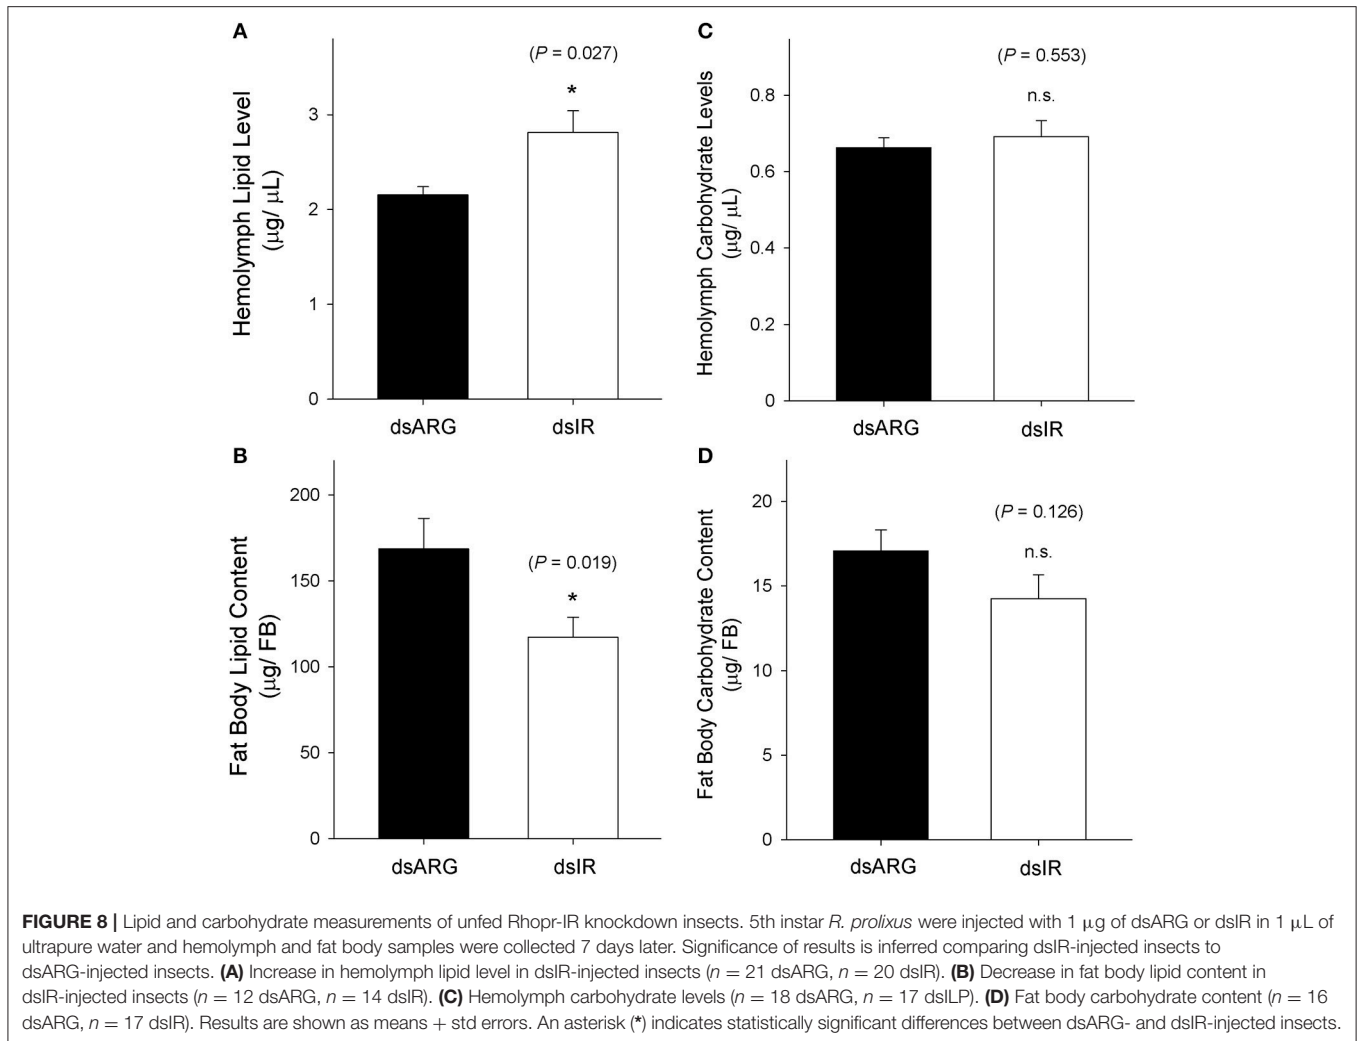 A
(P = 0.027)
*
Hemolymph Lipid Level
(μg/ μL)
3
2
1
0
dsARG
dsIR
C
(P = 0.553)
n.s.
Hemolymph Carbohydrate Levels
(μg/ μL)
0.8
0.6
0.4
0.2
0
dsARG
dsIR
B
(P = 0.019)
*
Fat Body Lipid Content
(μg/ FB)
200
150
100
50
0
dsARG
dsIR
D
(P = 0.126)
n.s.
Fat Body Carbohydrate Content
(μg/ FB)
20
15
10
5
0
dsARG
dsIR
FIGURE 8 | Lipid and carbohydrate measurements of unfed Rhopr-IR knockdown insects. 5th instar R. prolixus were injected with 1 μg of dsARG or dsIR in 1 μL of
ultrapure water and hemolymph and fat body samples were collected 7 days later. Significance of results is inferred comparing dsIR-injected insects to
dsARG-injected insects. (A) Increase in hemolymph lipid level in dsIR-injected insects (n = 21 dsARG, n = 20 dsIR). (B) Decrease in fat body lipid content in
dsIR-injected insects (n = 12 dsARG, n = 14 dsIR). (C) Hemolymph carbohydrate levels (n = 18 dsARG, n = 17 dsILP). (D) Fat body carbohydrate content (n = 16
dsARG, n = 17 dsIR). Results are shown as means + std errors. An asterisk (*) indicates statistically significant differences between dsARG- and dsIR-injected insects.